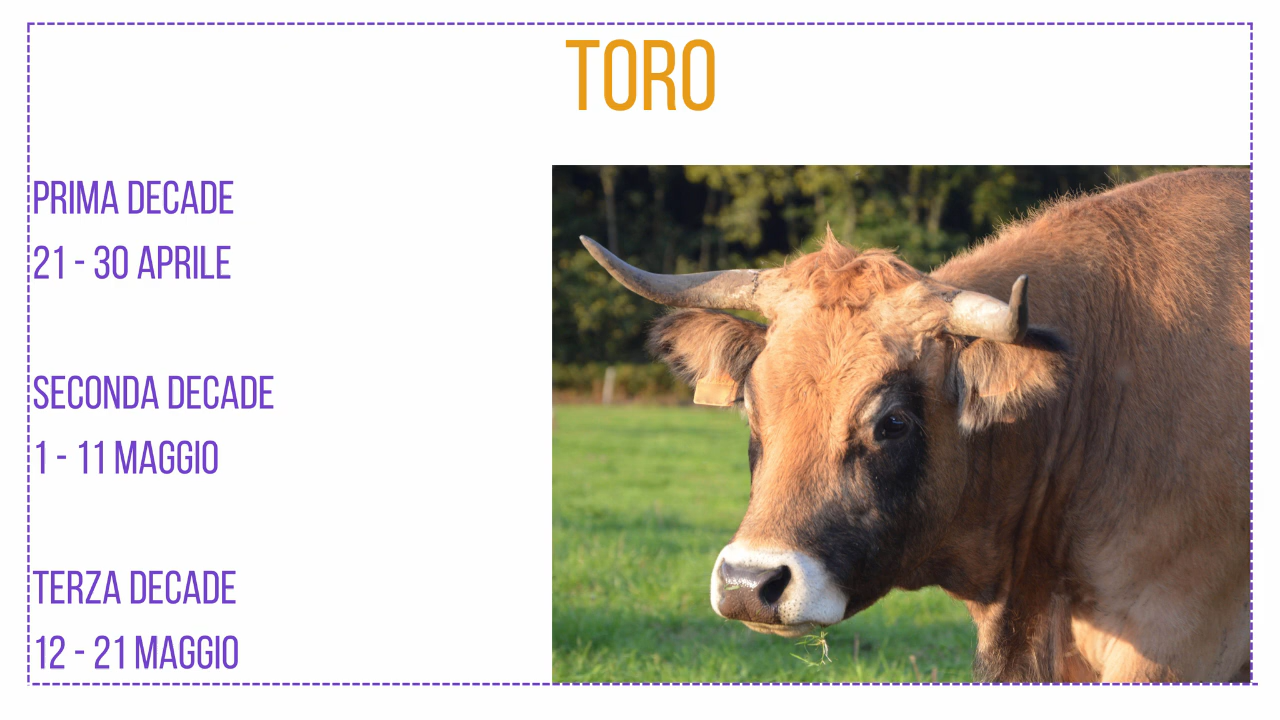 TORO
PRIMA DECADE
21 - 30 APRILE
SECONDA DECADE
1 - 11 MAGGIO
TERZA DECADE
12 - 21 MAGGIO